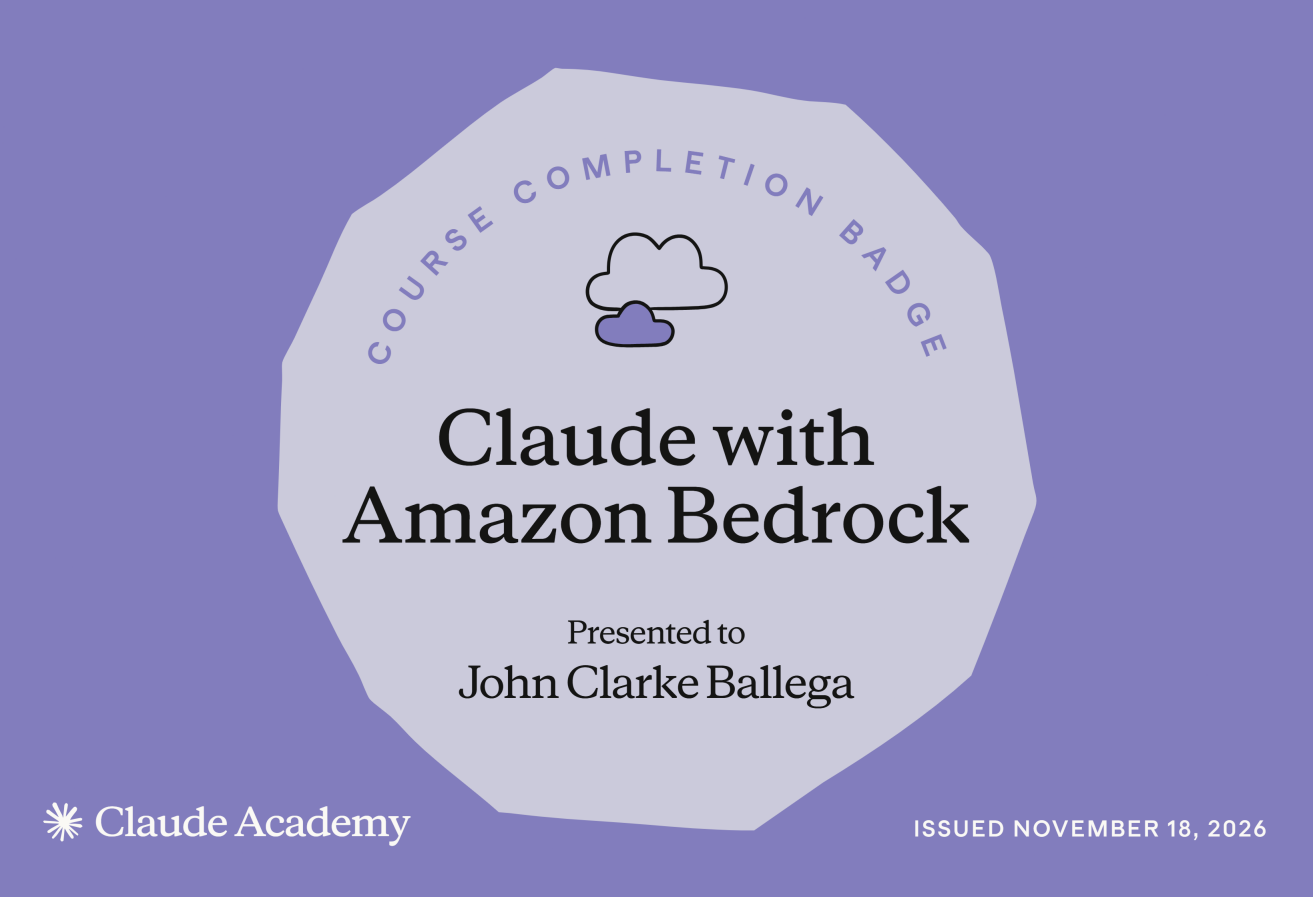 COURSE COMPLETION BADGE
Claude with
Amazon Bedrock
Presented to
John Clarke Ballega
Claude Academy
ISSUED NOVEMBER 18, 2026